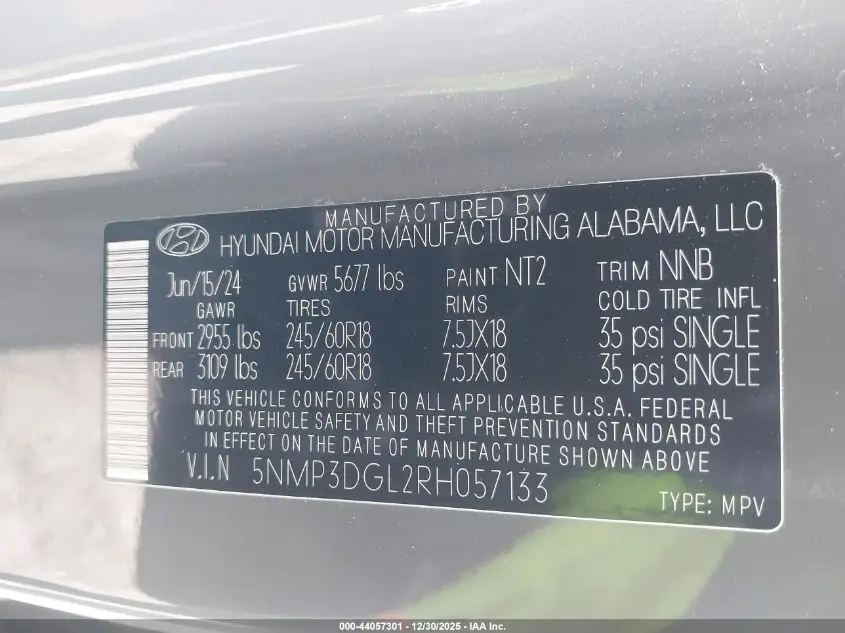 MANUFACTURED BY
HYUNDAI MOTOR MANUFACTURING ALABAMA, LLC
Jun/15/24 GVWR 5677 lbs PAINT NT2 TRIM NNB
GAWR TIRES RIMS COLD TIRE INFL
FRONT 2955 lbs 245/60R18 7.5JX18 35 psi SINGLE
REAR 3109 lbs 245/60R18 7.5JX18 35 psi SINGLE
THIS VEHICLE CONFORMS TO ALL APPLICABLE U.S.A. FEDERAL
MOTOR VEHICLE SAFETY AND THEFT PREVENTION STANDARDS
IN EFFECT ON THE DATE OF MANUFACTURE SHOWN ABOVE
V.I.N 5NMP3DGL2RH057133
TYPE: MPV
000-44057301 - 12/30/2025 - IAA Inc.